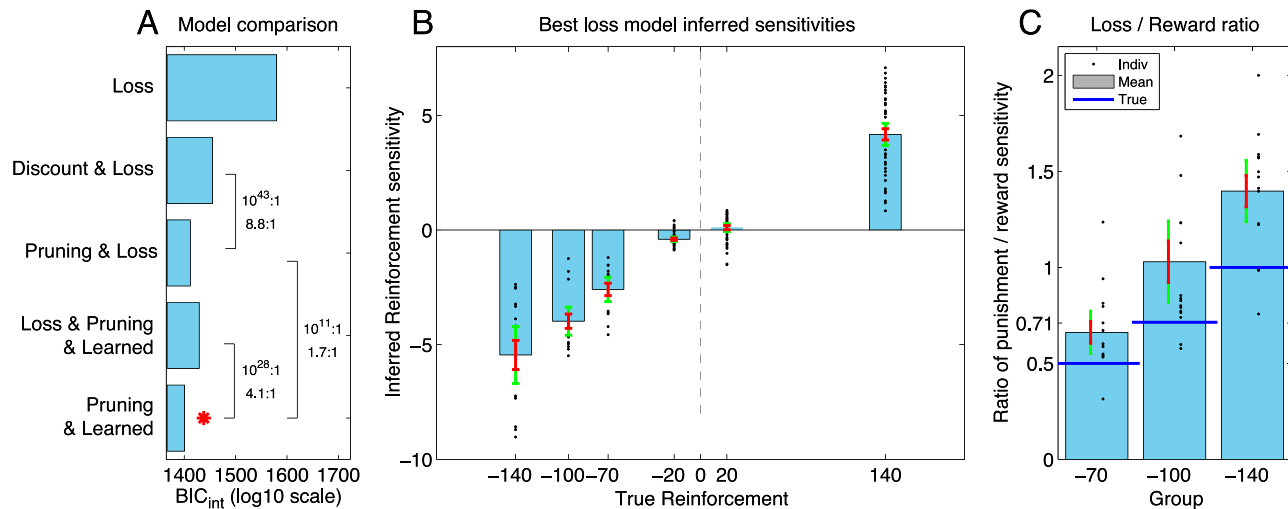 A
Model comparison
Loss
Discount & Loss
Pruning & Loss
Loss & Pruning
& Learned
Pruning
& Learned
10^43:1
8.8:1
10^11:1
1.7:1
10^28:1
4.1:1
1400 1500 1600 1700
BIC_int (log10 scale)
B
Best loss model inferred sensitivities
Inferred Reinforcement sensitivity
5
0
−5
−10
−140 −100 −70 −20 0 20 140
True Reinforcement
C
Loss / Reward ratio
Indiv
Mean
True
Ratio of punishment / reward sensitivity
2
1.5
1
0.71
0.5
0
−70 −100 −140
Group